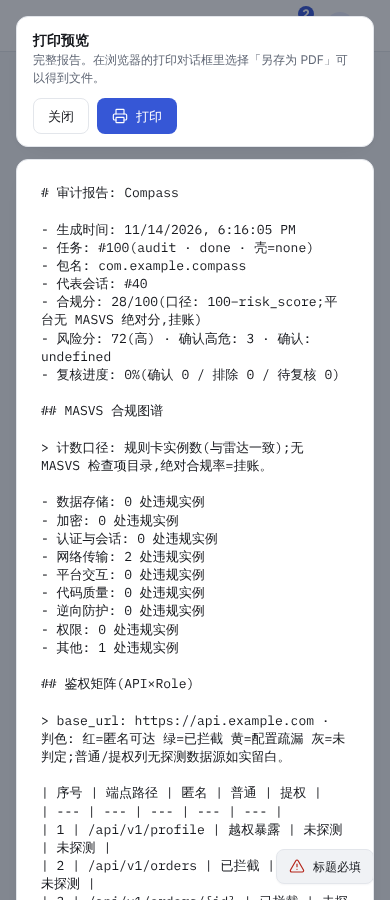 2
打印预览
完整报告。在浏览器的打印对话框里选择「另存为 PDF」可
以得到文件。
关闭
打印
# 审计报告: Compass
- 生成时间: 11/14/2026, 6:16:05 PM
- 任务: #100(audit · done · 壳=none)
- 包名: com.example.compass
- 代表会话: #40
- 合规分: 28/100(口径: 100-risk_score;平
台无 MASVS 绝对分,挂账)
- 风险分: 72(高) · 确认高危: 3 · 确认:
undefined
- 复核进度: 0%(确认 0 / 排除 0 / 待复核 0)
## MASVS 合规图谱
> 计数口径: 规则卡实例数(与雷达一致);无
MASVS 检查项目录,绝对合规率=挂账。
- 数据存储: 0 处违规实例
- 加密: 0 处违规实例
- 认证与会话: 0 处违规实例
- 网络传输: 2 处违规实例
- 平台交互: 0 处违规实例
- 代码质量: 0 处违规实例
- 逆向防护: 0 处违规实例
- 权限: 0 处违规实例
- 其他: 1 处违规实例
## 鉴权矩阵(API×Role)
> base_url: https://api.example.com ·
判色: 红=匿名可达 绿=已拦截 黄=配置疏漏 灰=未
判定;普通/提权列无探测数据源如实留白。
| 序号 | 端点路径 | 匿名 | 普通 | 提权 |
| --- | --- | --- | --- | --- |
| 1 | /api/v1/profile | 越权暴露 | 未探测
| 未探测 |
| 2 | /api/v1/orders | 已拦截 |
未探测 |
标题必填